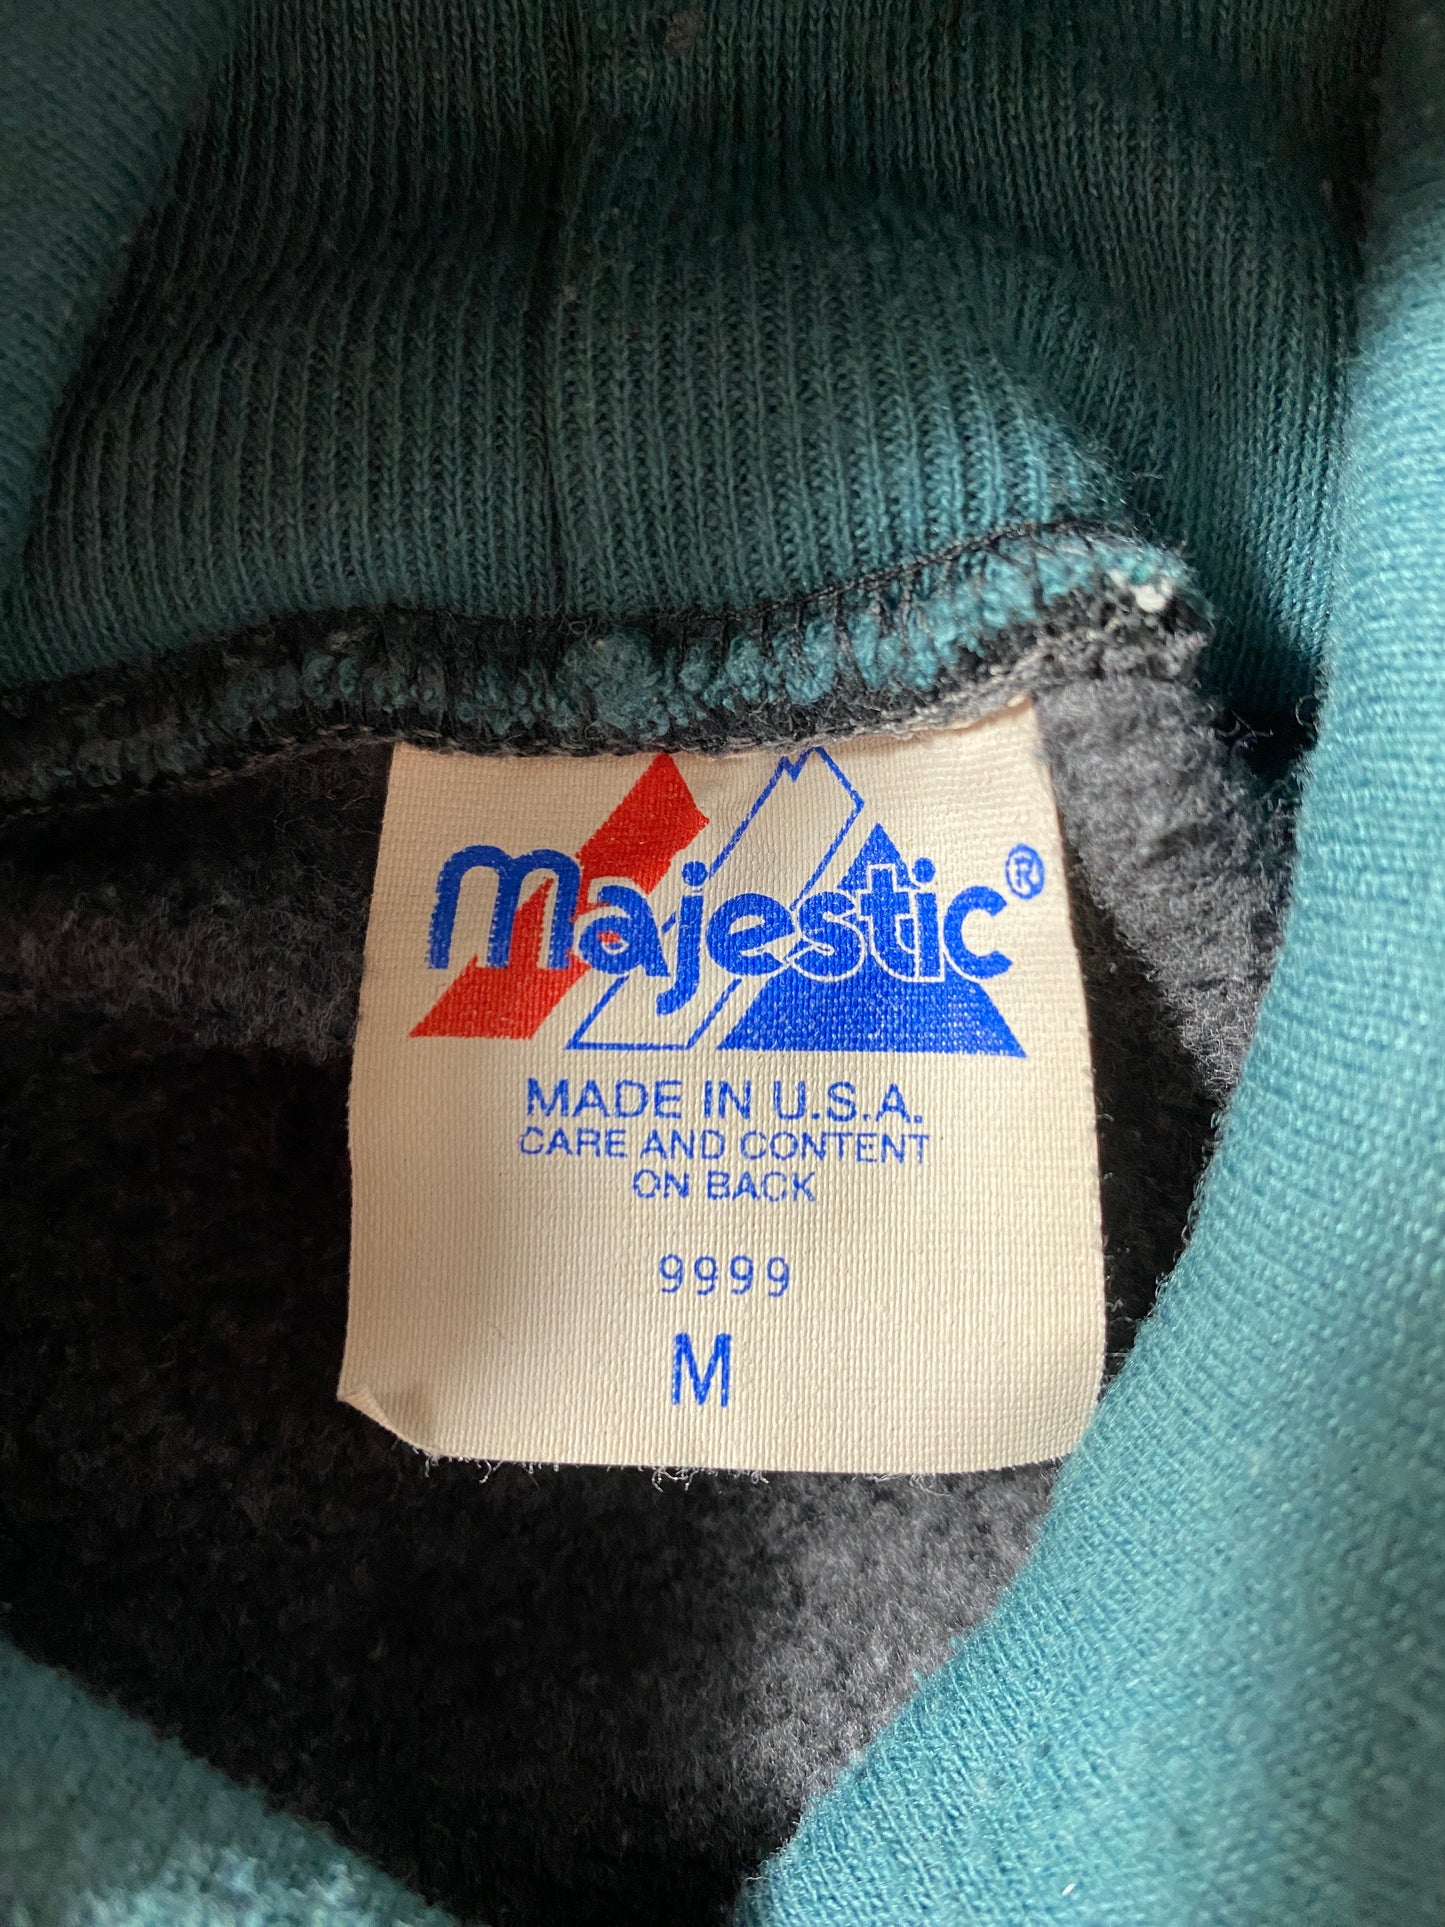 majestic®
MADE IN U.S.A.
CARE AND CONTENT
ON BACK
9999
M